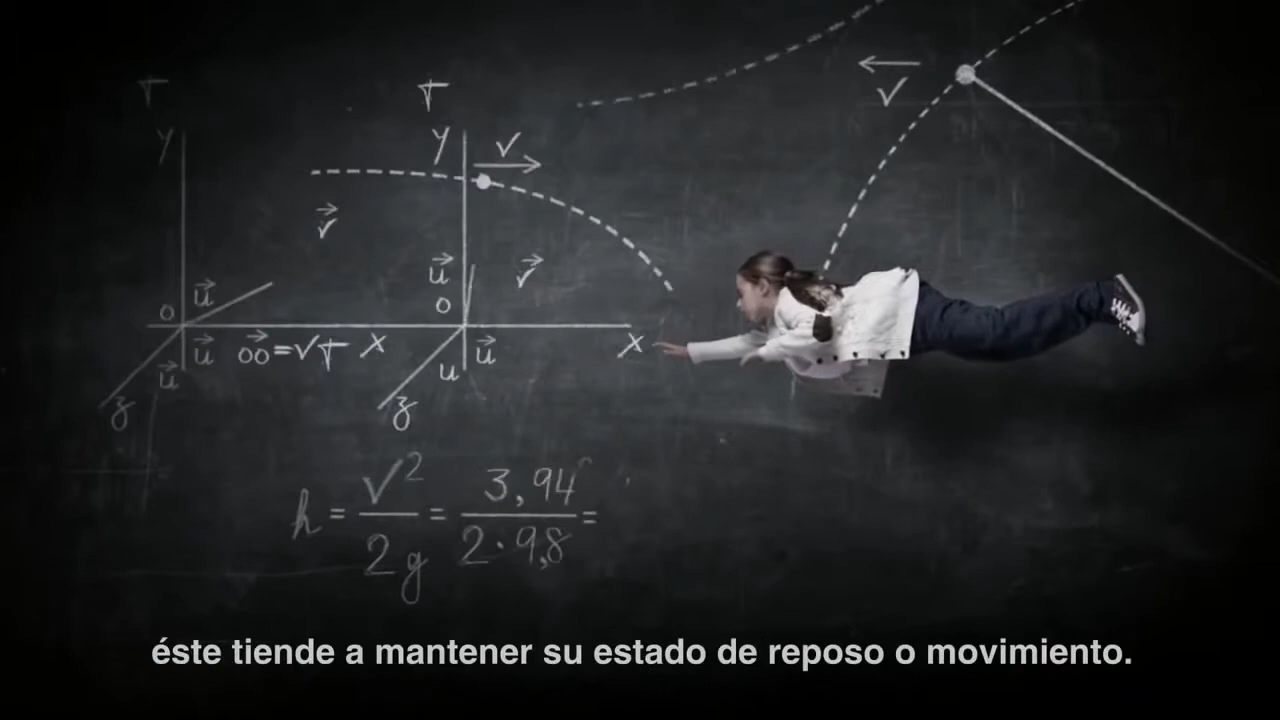 T
T
y
y
v
v
v⃗
u⃗
v⃗
u⃗
o
o
u⃗
oo⃗=vT
x
u⃗
x
u⃗
u
z
z
h = v²/2g = 3,94/2·9,8 =
éste tiende a mantener su estado de reposo o movimiento.